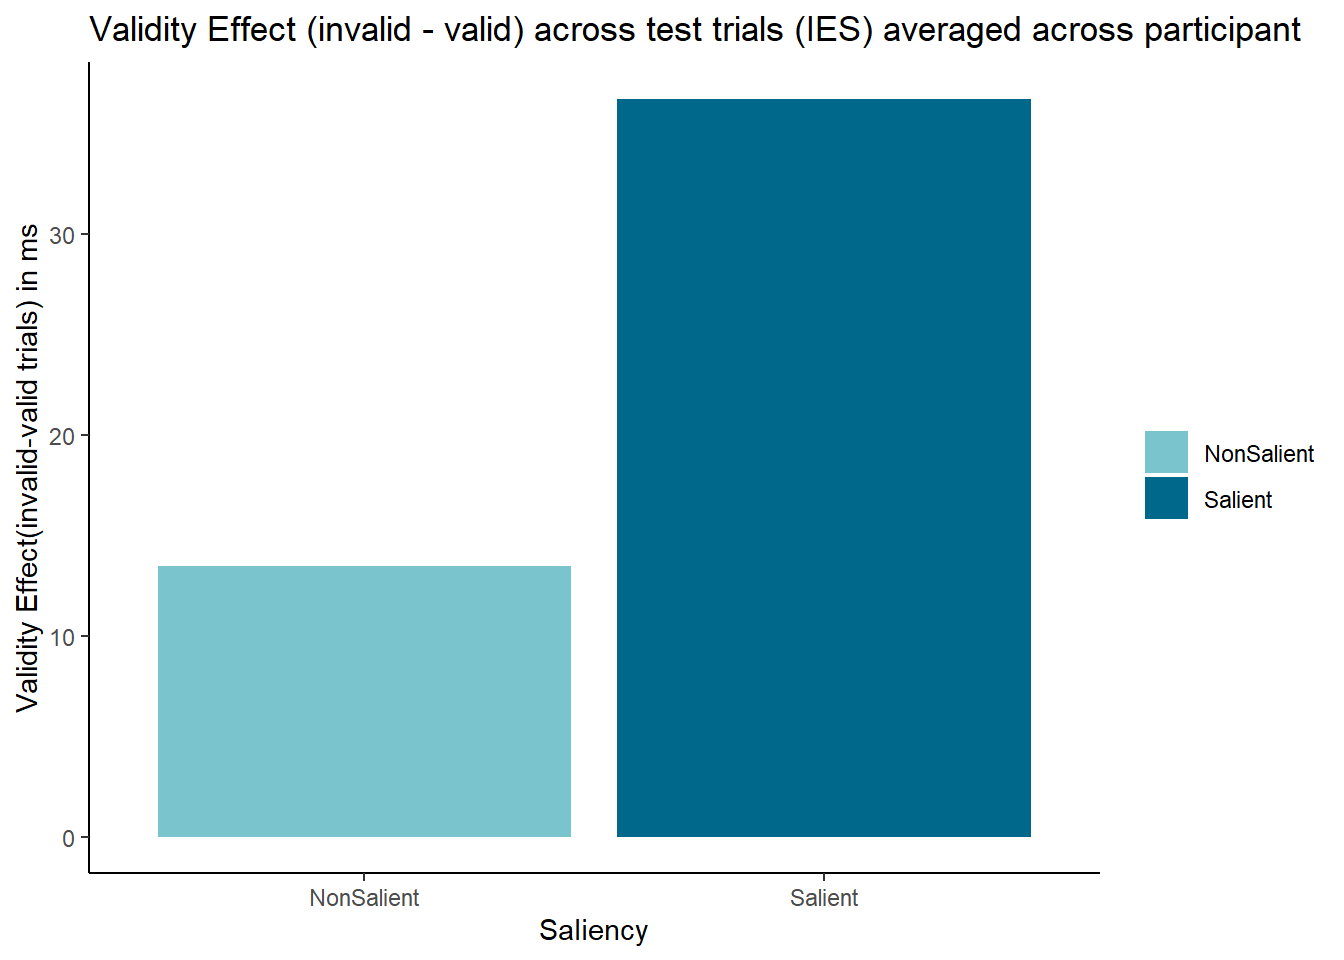 Validity Effect (invalid - valid) across test trials (IES) averaged across participant
Validity Effect(invalid-valid trials) in ms
30
20
10
0
NonSalient
Salient
Saliency
NonSalient
Salient